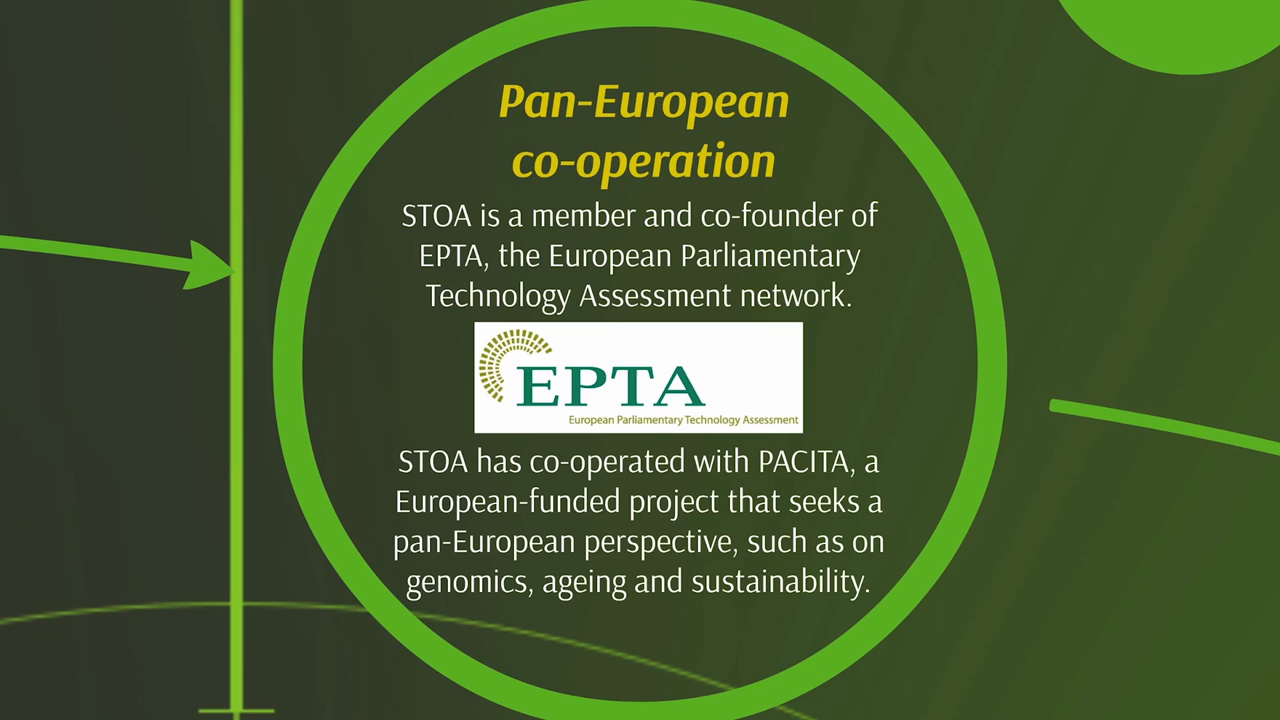 Pan-European
co-operation
STOA is a member and co-founder of
EPTA, the European Parliamentary
Technology Assessment network.
EPTA
European Parliamentary Technology Assessment
STOA has co-operated with PACITA, a
European-funded project that seeks a
pan-European perspective, such as on
genomics, ageing and sustainability.